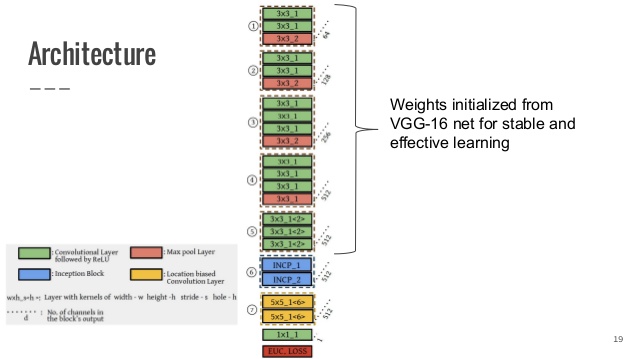 Architecture
① 3x3_1
3x3_1
3x3_2
64
② 3x3_1
3x3_1
3x3_2
128
③ 3x3_1
3x3_1
3x3_1
3x3_2
256
④ 3x3_1
3x3_1
3x3_1
3x3_1
512
⑤ 3x3_1<2>
3x3_1<2>
3x3_1<2>
512
⑥ INCP_1
INCP_2
512
⑦ 5x5_1<6>
5x5_1<6>
512
1x1_1
1
EUC. LOSS
Weights initialized from
VGG-16 net for stable and
effective learning
: Convolutional Layer
followed by ReLU
: Max pool Layer
: Inception Block
: Location biased
Convolution Layer
wxh_s<h>: Layer with kernels of width - w height -h stride - s hole - h
d : No. of channels in
the block's output
19